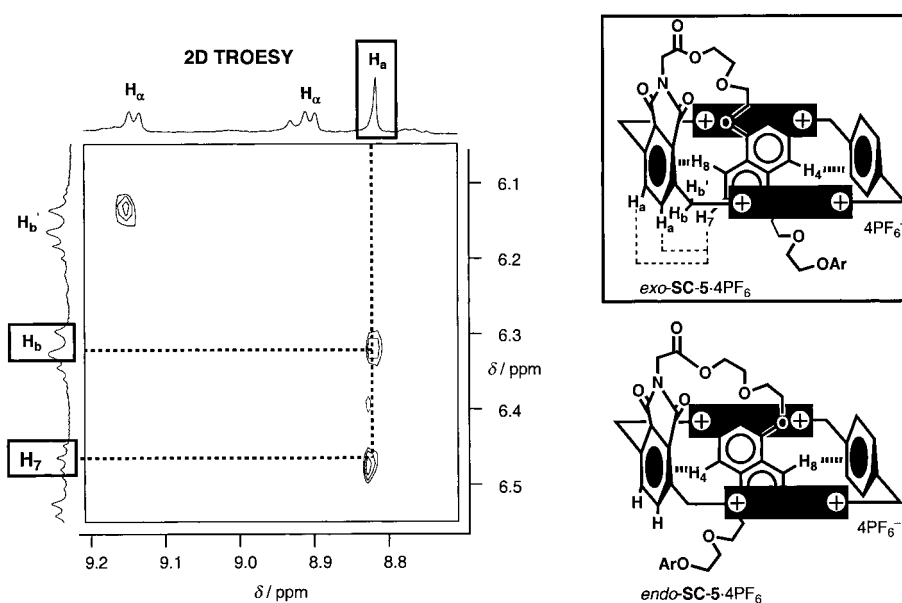 2D TROESY
Hα
Hα
Ha
Hb'
Hb
H7
6.1
6.2
6.3
δ / ppm
6.4
6.5
9.2
9.1
9.0
8.9
8.8
δ / ppm
O
O
O
O
N
O
O
+
O
+
H8
H4
Hb'
Ha
Ha
Hb
H7
+
+
4PF6–
O
OAr
exo-SC-5·4PF6
O
O
O
N
O
O
+
+
O
H4
H8
H
H
+
+
O
ArO
4PF6–
endo-SC-5·4PF6